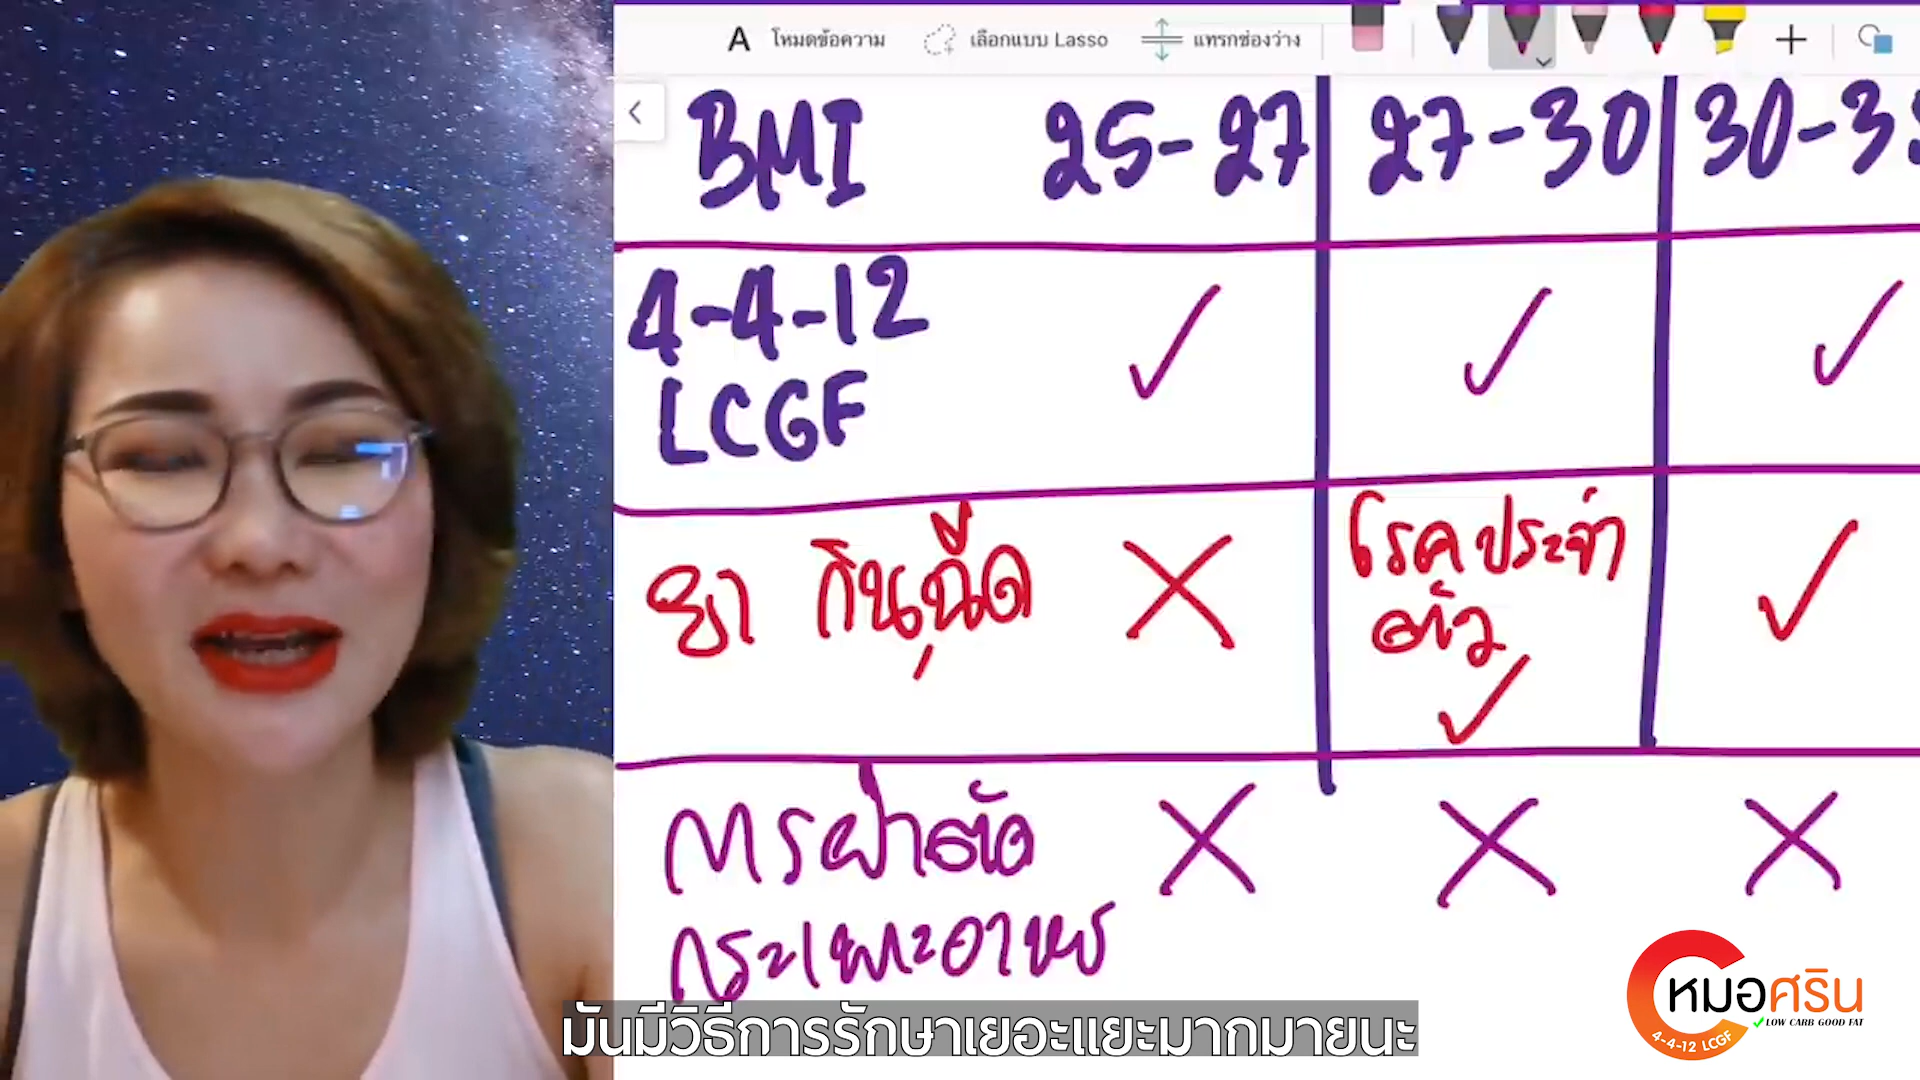 A โหมดข้อความ เลือกแบบ Lasso แทรกช่องว่าง
BMI 25-27 27-30
4-4-12
LCGF
ยา กิน,ฉีด
โรคประจำ
ตัว
การผ่าตัด
กระเพาะอาหาร
มันมีวิธีการรักษาเยอะแยะมากมายนะ
หมอศริน
LOW CARB GOOD FAT
4-4-12 LCGF